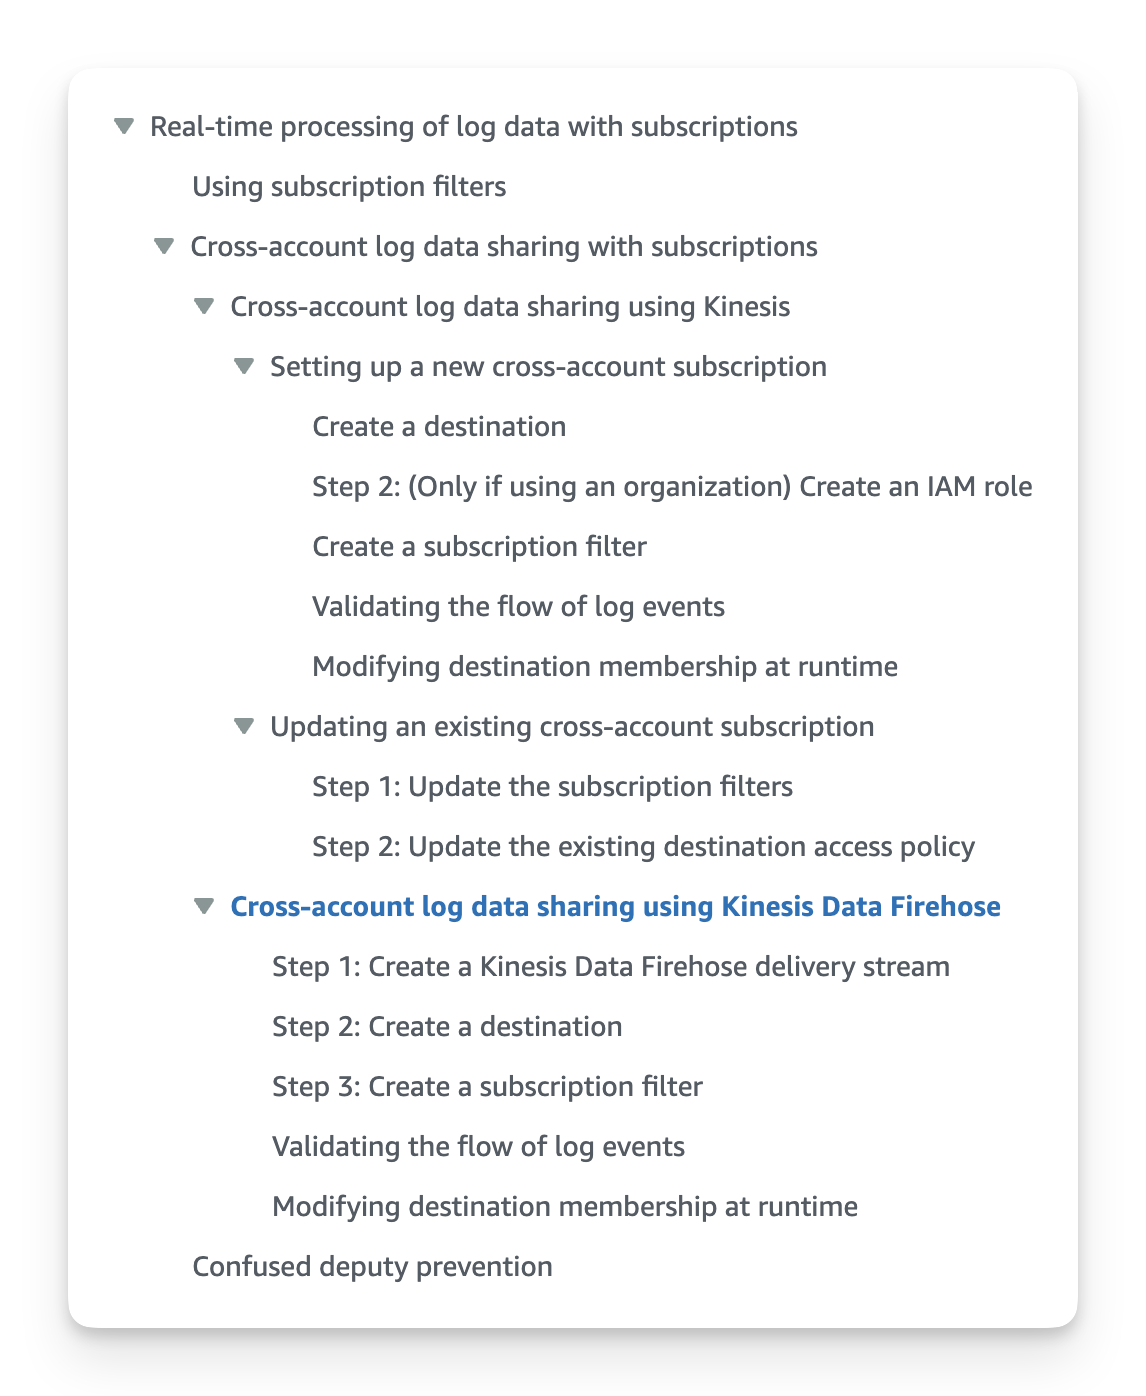 Real-time processing of log data with subscriptions
Using subscription filters
Cross-account log data sharing with subscriptions
Cross-account log data sharing using Kinesis
Setting up a new cross-account subscription
Create a destination
Step 2: (Only if using an organization) Create an IAM role
Create a subscription filter
Validating the flow of log events
Modifying destination membership at runtime
Updating an existing cross-account subscription
Step 1: Update the subscription filters
Step 2: Update the existing destination access policy
Cross-account log data sharing using Kinesis Data Firehose
Step 1: Create a Kinesis Data Firehose delivery stream
Step 2: Create a destination
Step 3: Create a subscription filter
Validating the flow of log events
Modifying destination membership at runtime
Confused deputy prevention